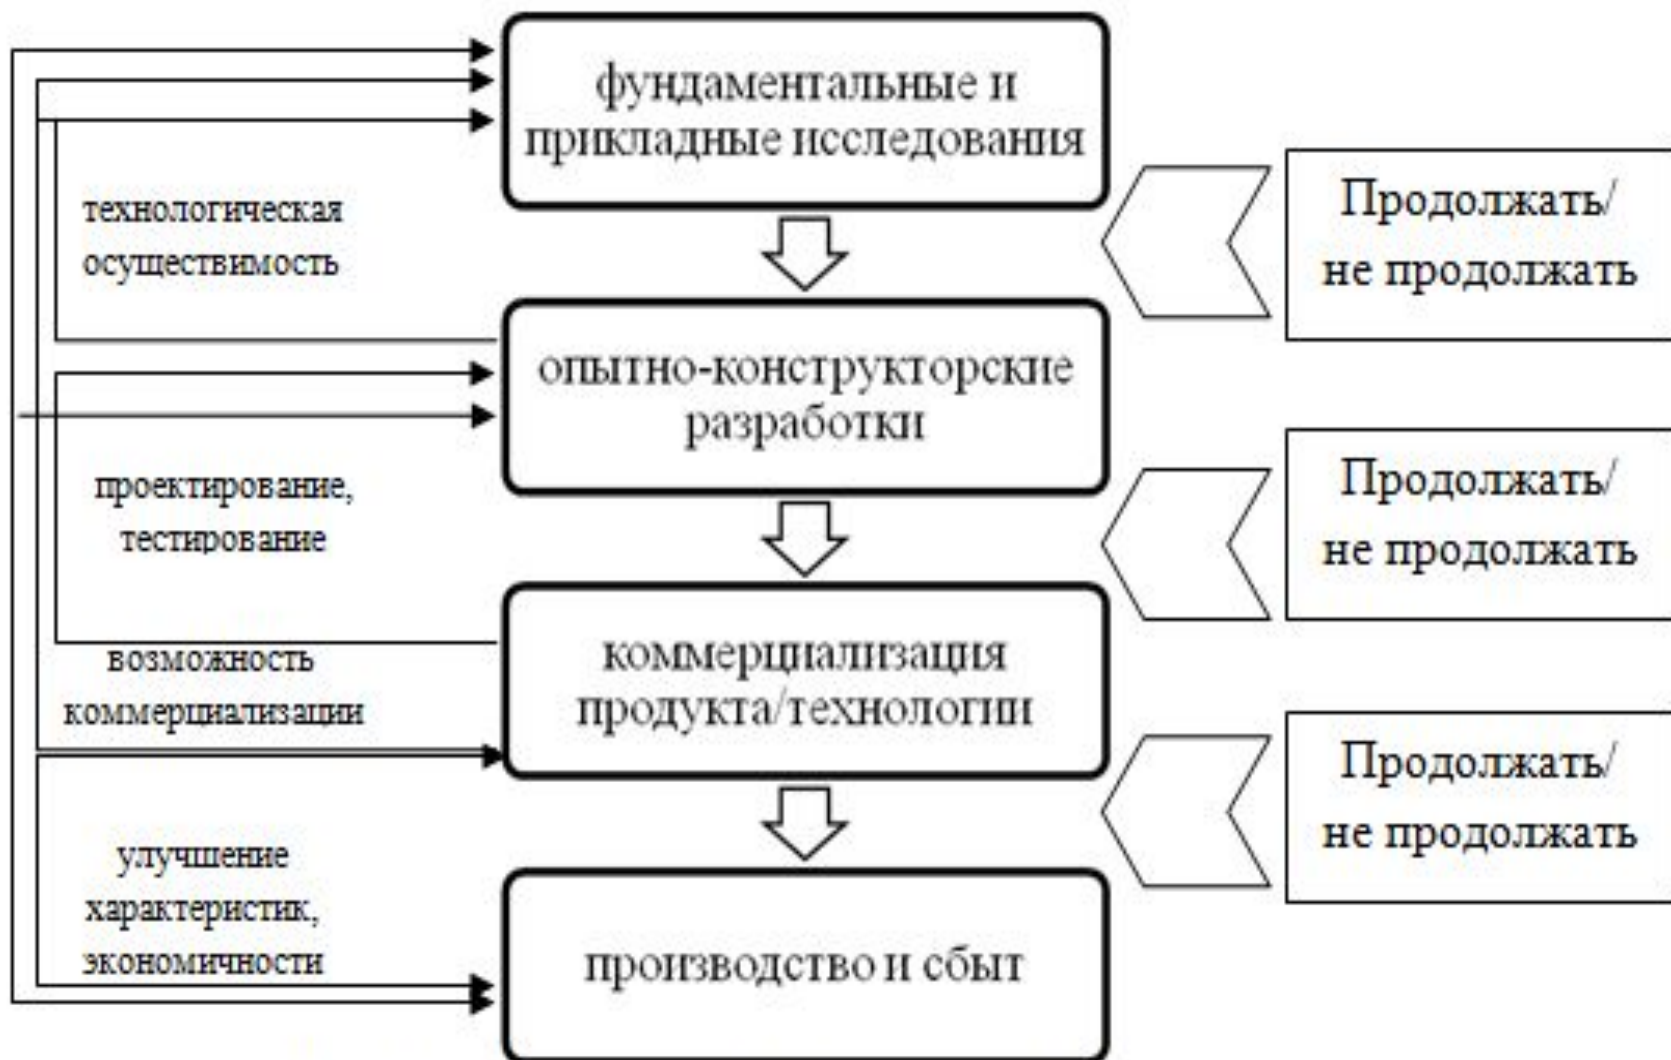 фундаментальные и
прикладные исследования
технологическая
осуществимость
Продолжать/
не продолжать
опытно-конструкторские
разработки
проектирование,
тестирование
Продолжать/
не продолжать
возможность
коммерциализации
коммерциализация
продукта/технологии
Продолжать/
не продолжать
улучшение
характеристик,
экономичности
производство и сбыт